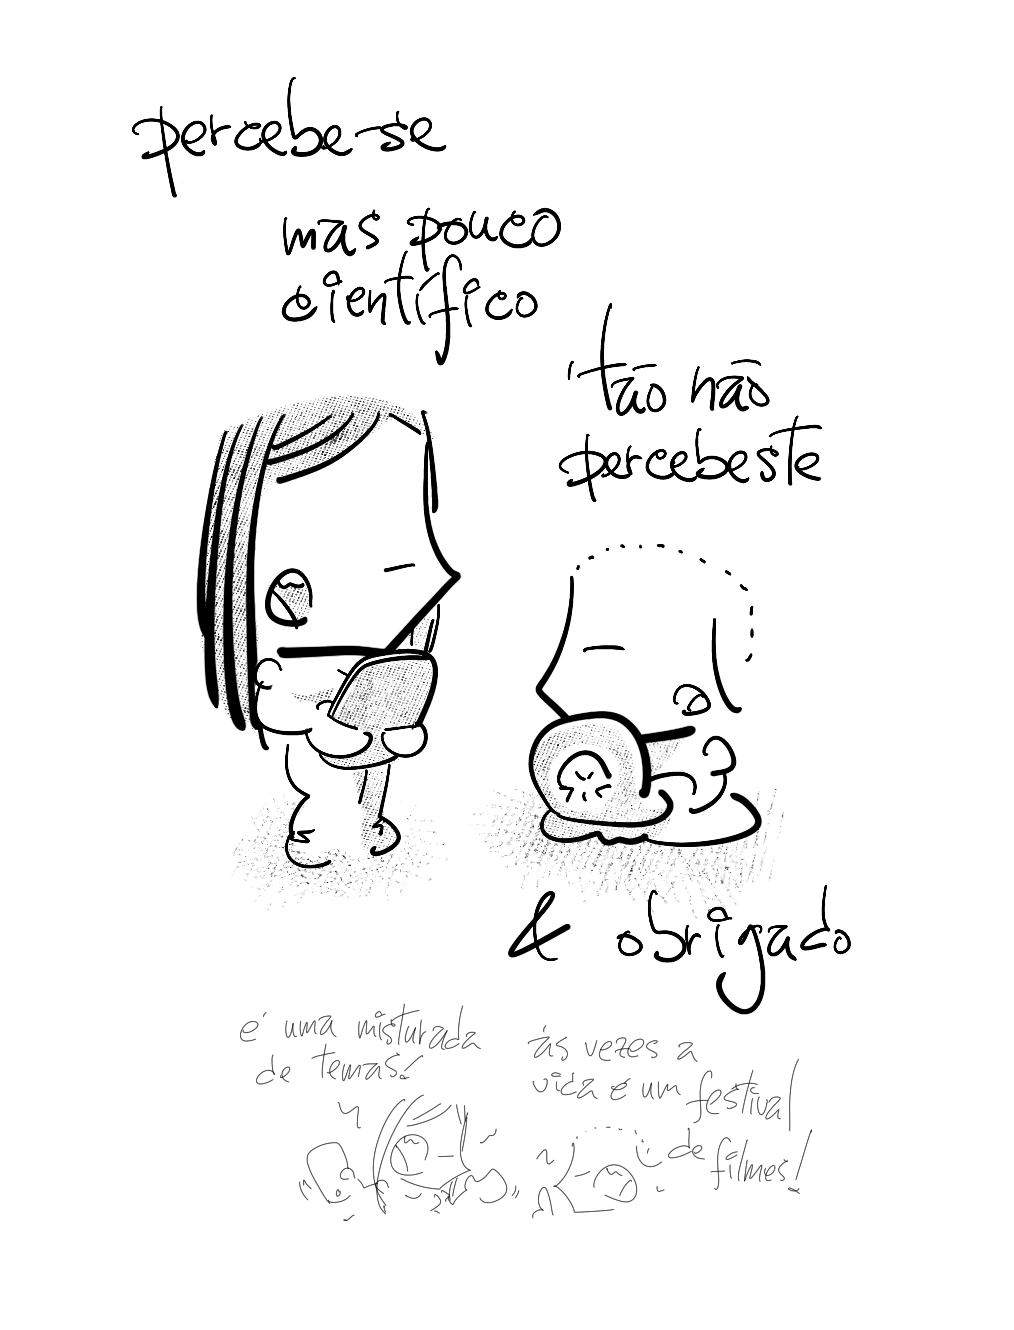 percebe-se
mas pouco
científico
'tão não
percebeste
& obrigado
é uma misturada
de temas!
às vezes a
vida é um festival
de filmes!